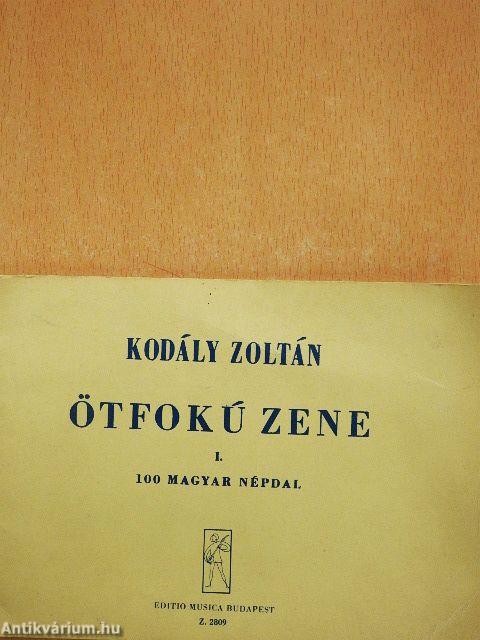 KODÁLY ZOLTÁN
ÖTFOKÚ ZENE
I.
100 MAGYAR NÉPDAL
EDITIO MUSICA BUDAPEST
Z. 2809
Antikvárium.hu